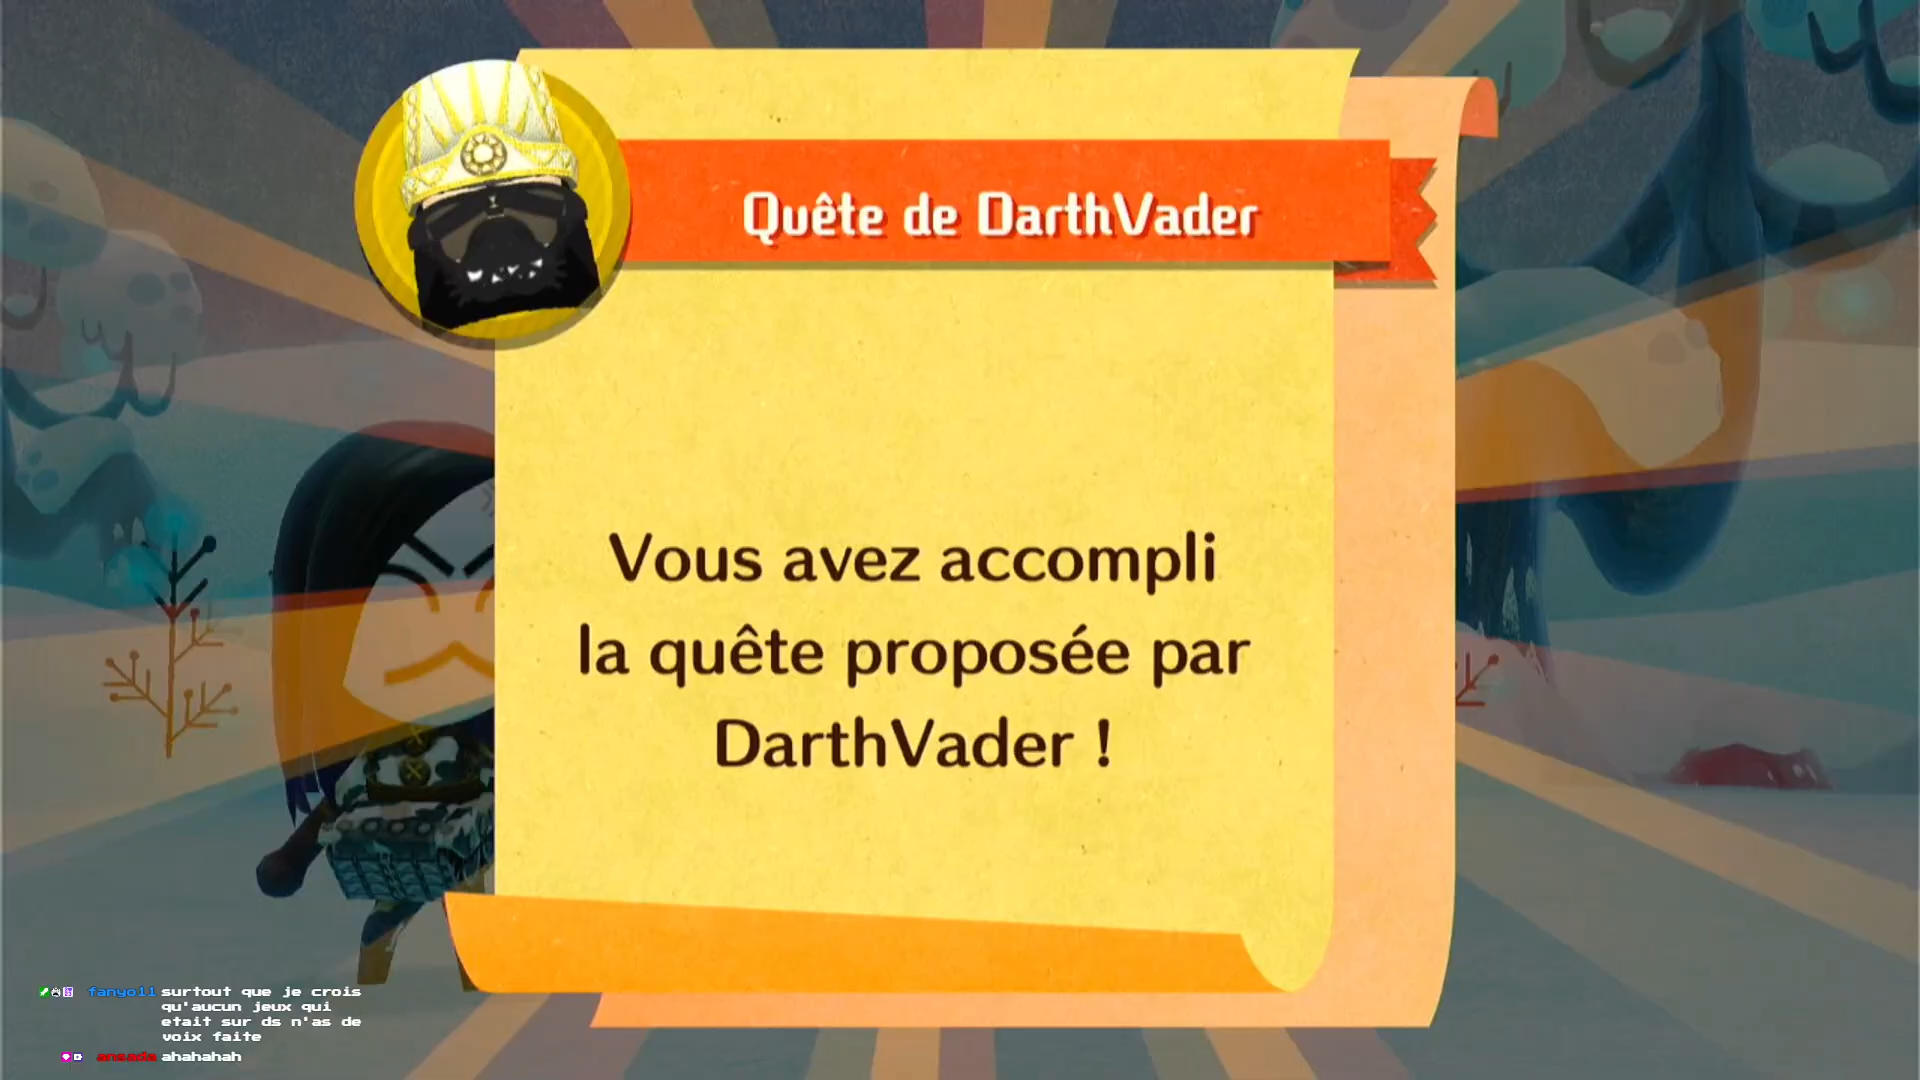 Quête de DarthVader
Vous avez accompli
la quête proposée par
DarthVader !
fanyo11 surtout que je crois
qu'aucun jeux qui
etait sur ds n'as de
voix faite
ansada ahahahah